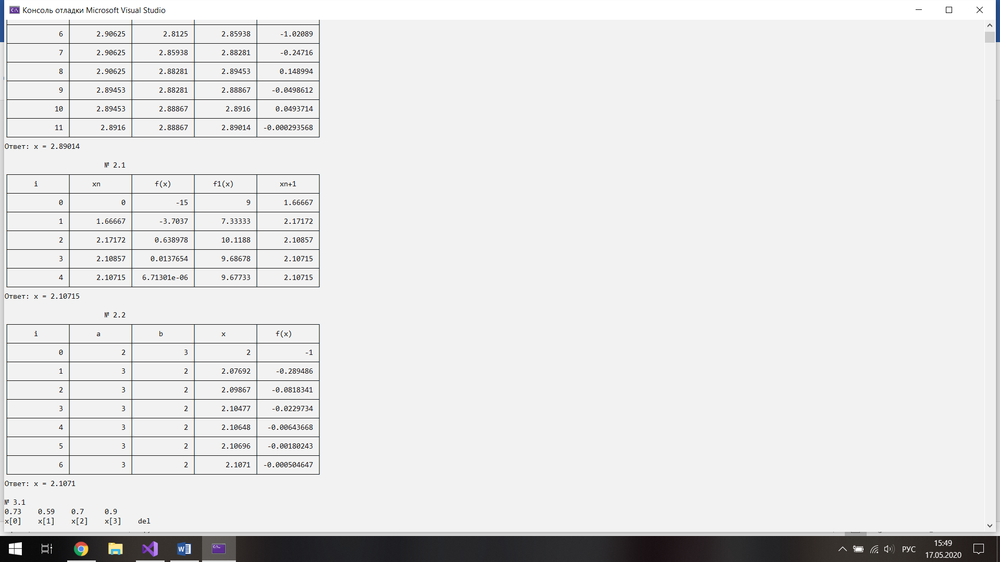 Консоль отладки Microsoft Visual Studio
6 2.90625 2.8125 2.85938 -1.02089
7 2.90625 2.85938 2.88281 -0.24716
8 2.90625 2.88281 2.89453 0.148994
9 2.89453 2.88281 2.88867 -0.0498612
10 2.89453 2.88867 2.8916 0.0493714
11 2.8916 2.88867 2.89014 -0.000293568
Ответ: x = 2.89014
№ 2.1
i xn f(x) f1(x) xn+1
0 0 -15 9 1.66667
1 1.66667 -3.7037 7.33333 2.17172
2 2.17172 0.638978 10.1188 2.10857
3 2.10857 0.0137654 9.68678 2.10715
4 2.10715 6.71301e-06 9.67733 2.10715
Ответ: x = 2.10715
№ 2.2
i a b x f(x)
0 2 3 2 -1
1 3 2 2.07692 -0.289486
2 3 2 2.09867 -0.0818341
3 3 2 2.10477 -0.0229734
4 3 2 2.10648 -0.00643668
5 3 2 2.10696 -0.00180243
6 3 2 2.1071 -0.000504647
Ответ: x = 2.1071
№ 3.1
0.73 0.59 0.7 0.9
x[0] x[1] x[2] x[3] del
РУС
15:49
17.05.2020